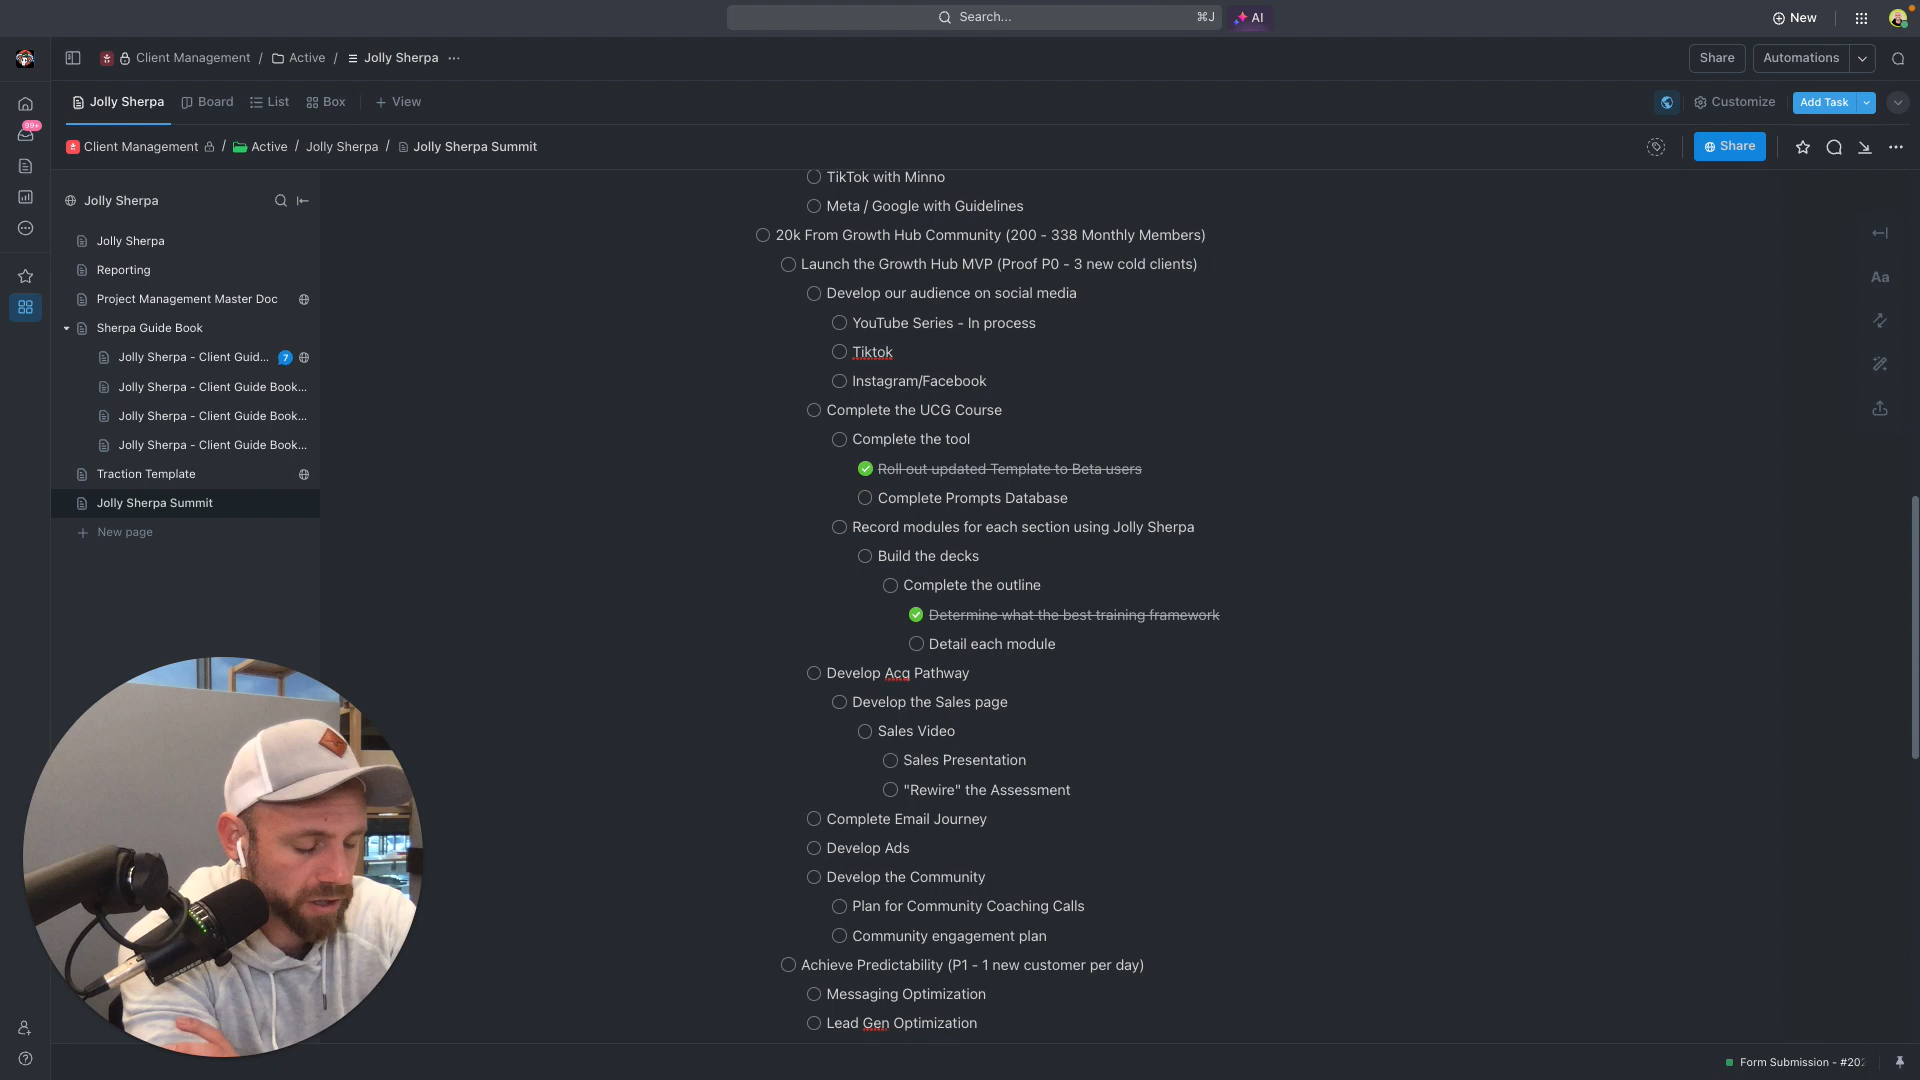 Search...
⌘J
AI
New
Client Management / Active / Jolly Sherpa ...
Share
Automations
Jolly Sherpa
Board
List
Box
+ View
Customize
Add Task
99+
Client Management / Active / Jolly Sherpa / Jolly Sherpa Summit
Share
Jolly Sherpa
Jolly Sherpa
Reporting
Project Management Master Doc
Sherpa Guide Book
Jolly Sherpa - Client Guid... 7
Jolly Sherpa - Client Guide Book...
Jolly Sherpa - Client Guide Book...
Jolly Sherpa - Client Guide Book...
Traction Template
Jolly Sherpa Summit
+ New page
TikTok with Minno
Meta / Google with Guidelines
20k From Growth Hub Community (200 - 338 Monthly Members)
Launch the Growth Hub MVP (Proof P0 - 3 new cold clients)
Develop our audience on social media
YouTube Series - In process
Tiktok
Instagram/Facebook
Complete the UCG Course
Complete the tool
Roll out updated Template to Beta users
Complete Prompts Database
Record modules for each section using Jolly Sherpa
Build the decks
Complete the outline
Determine what the best training framework
Detail each module
Develop Acq Pathway
Develop the Sales page
Sales Video
Sales Presentation
"Rewire" the Assessment
Complete Email Journey
Develop Ads
Develop the Community
Plan for Community Coaching Calls
Community engagement plan
Achieve Predictability (P1 - 1 new customer per day)
Messaging Optimization
Lead Gen Optimization
Aa
Form Submission - #202